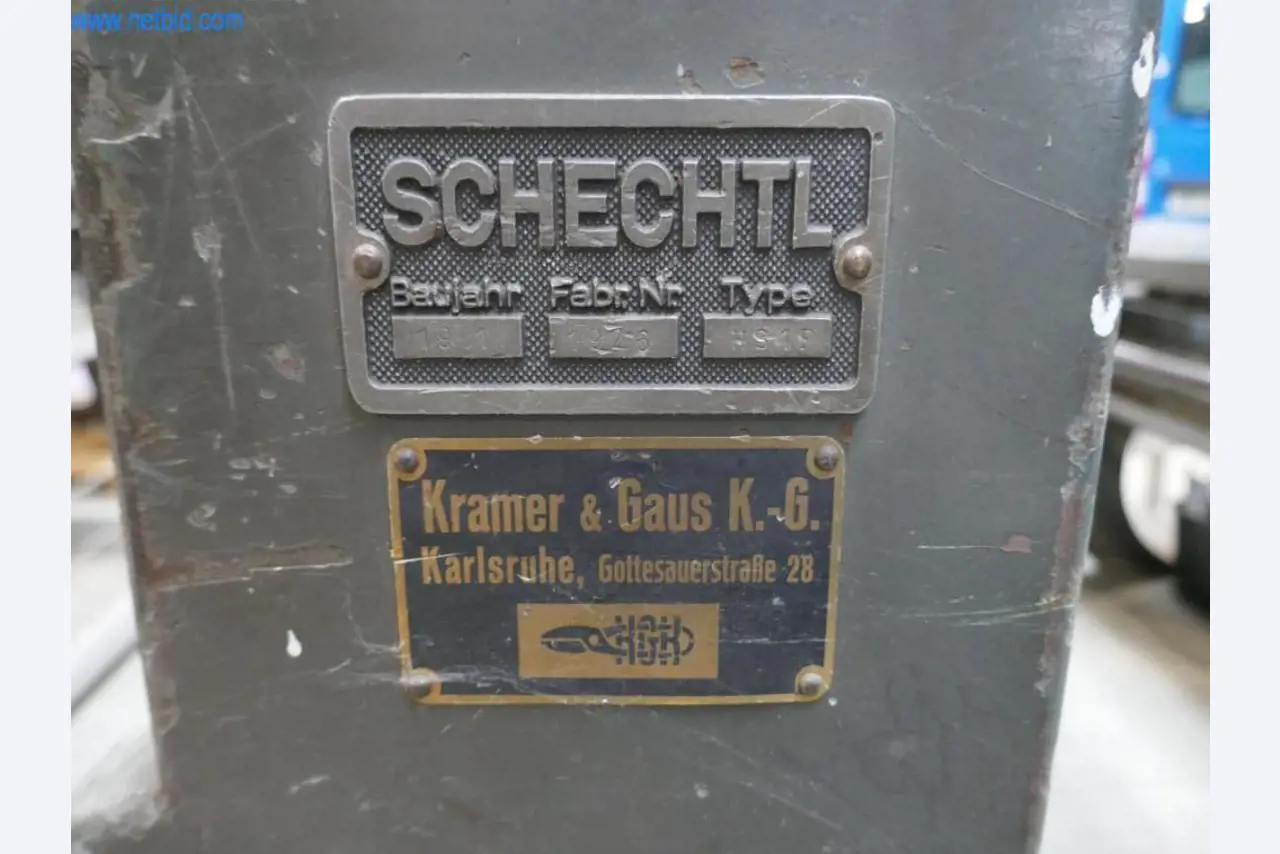 www.netbid.com
SCHECHTL
Baujahr Fabr. Nr. Type
Kramer & Gaus K.-G.
Karlsruhe, Gottesauerstraße 28